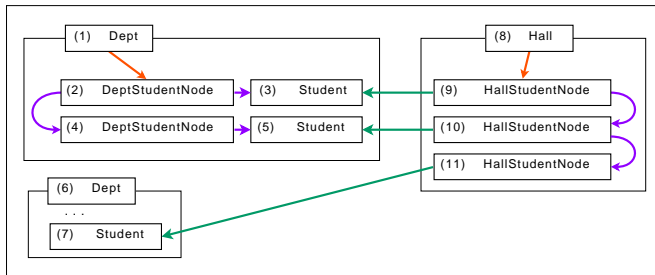 (1) Dept
(8) Hall
(2) DeptStudentNode
(3) Student
(9) HallStudentNode
(4) DeptStudentNode
(5) Student
(10) HallStudentNode
(11) HallStudentNode
(6) Dept
. . .
(7) Student